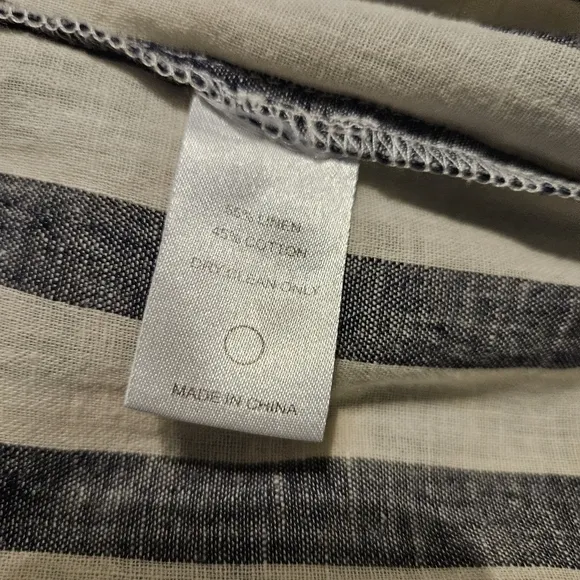 55% LINEN
45% COTTON
DRY CLEAN ONLY
MADE IN CHINA